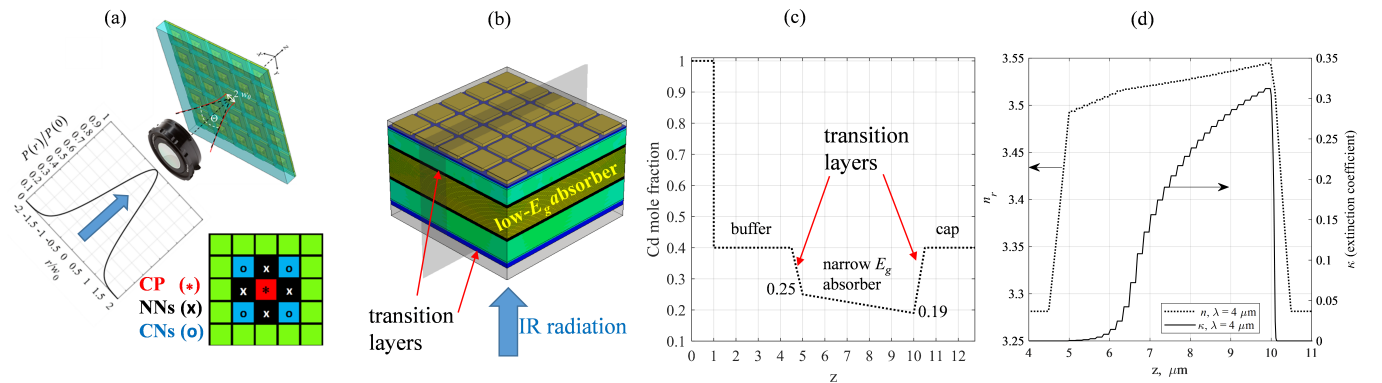 (a)
(b)
(c)
(d)
2 w₀
Θ
P(r)/P(0)
1
0.9
0.8
0.7
0.6
0.5
0.4
0.3
0.2
0.1
0
-2
-1.5
-1
-0.5
0
0.5
1
1.5
2
r/w₀
CP (*)
NNs (x)
CNs (o)
o x o
x * x
o x o
low-Eg absorber
transition
layers
IR radiation
Cd mole fraction
1
0.9
0.8
0.7
0.6
0.5
0.4
0.3
0.2
0.1
transition
layers
buffer
cap
narrow Eg
absorber
0.25
0.19
0 1 2 3 4 5 6 7 8 9 10 11 12
z
nr
3.55
3.5
3.45
3.4
3.35
3.3
3.25
0.35
0.3
0.25
0.2
0.15
0.1
0.05
0
κ (extinction coefficient)
n, λ = 4 μm
κ, λ = 4 μm
4 5 6 7 8 9 10 11
z, μm